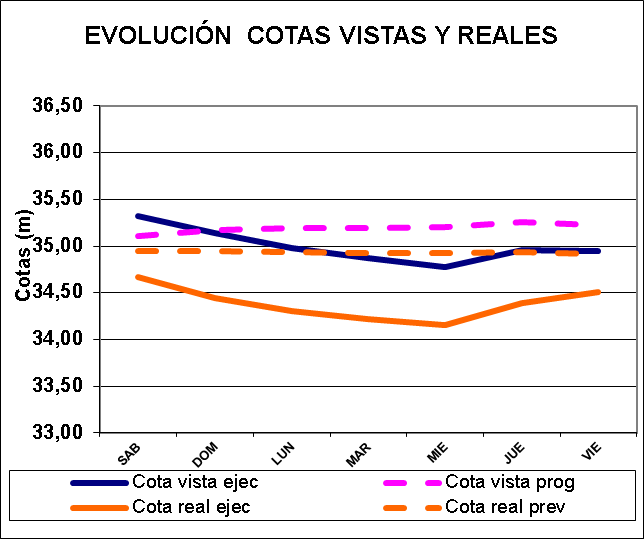 EVOLUCIÓN  COTAS VISTAS Y REALES
36,50
36,00
35,50
35,00
34,50
34,00
33,50
33,00
Cotas (m)
SAB DOM LUN MAR MIE JUE VIE
Cota vista ejec Cota vista prog
Cota real ejec Cota real prev